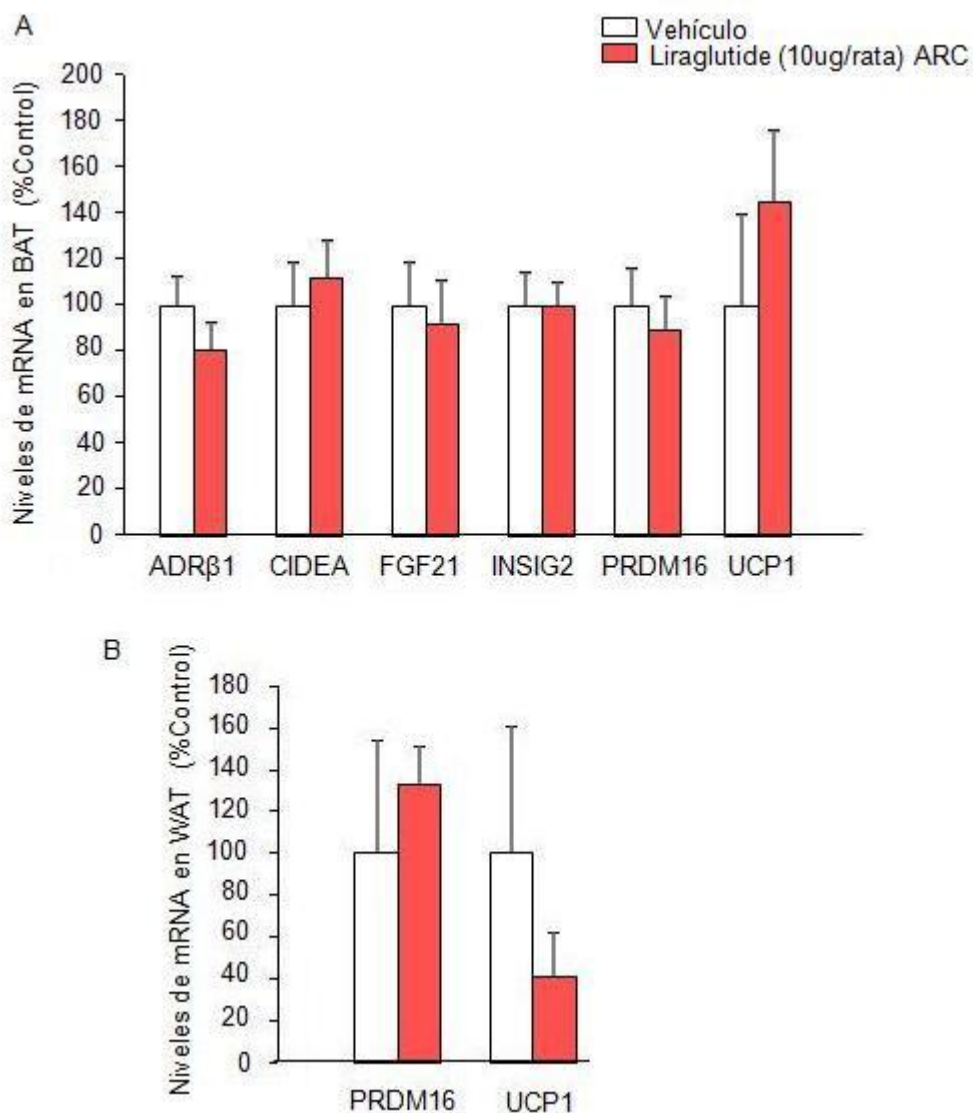 A
Vehículo
Liraglutide (10ug/rata) ARC
Niveles de mRNA en BAT (%Control)
200
180
160
140
120
100
80
60
40
20
0
ADRβ1 CIDEA FGF21 INSIG2 PRDM16 UCP1
B
Niveles de mRNA en WAT (%Control)
180
160
140
120
100
80
60
40
20
0
PRDM16 UCP1